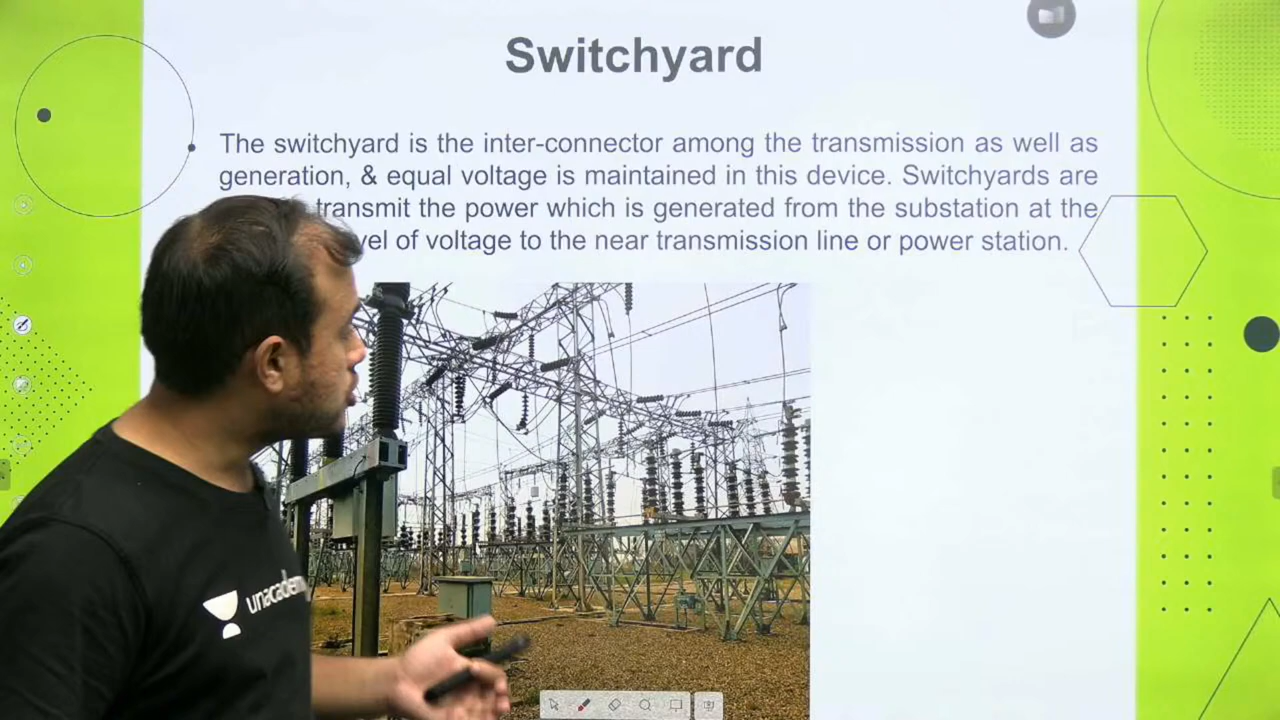 Switchyard
The switchyard is the inter-connector among the transmission as well as
generation, & equal voltage is maintained in this device. Switchyards are
transmit the power which is generated from the substation at the
of voltage to the near transmission line or power station.
unacademy